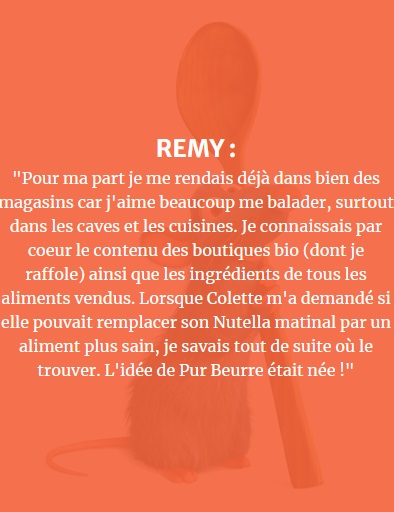 REMY :
"Pour ma part je me rendais déjà dans bien des
magasins car j'aime beaucoup me balader, surtout
dans les caves et les cuisines. Je connaissais par
coeur le contenu des boutiques bio (dont je
raffole) ainsi que les ingrédients de tous les
aliments vendus. Lorsque Colette m'a demandé si
elle pouvait remplacer son Nutella matinal par un
aliment plus sain, je savais tout de suite où le
trouver. L'idée de Pur Beurre était née !"